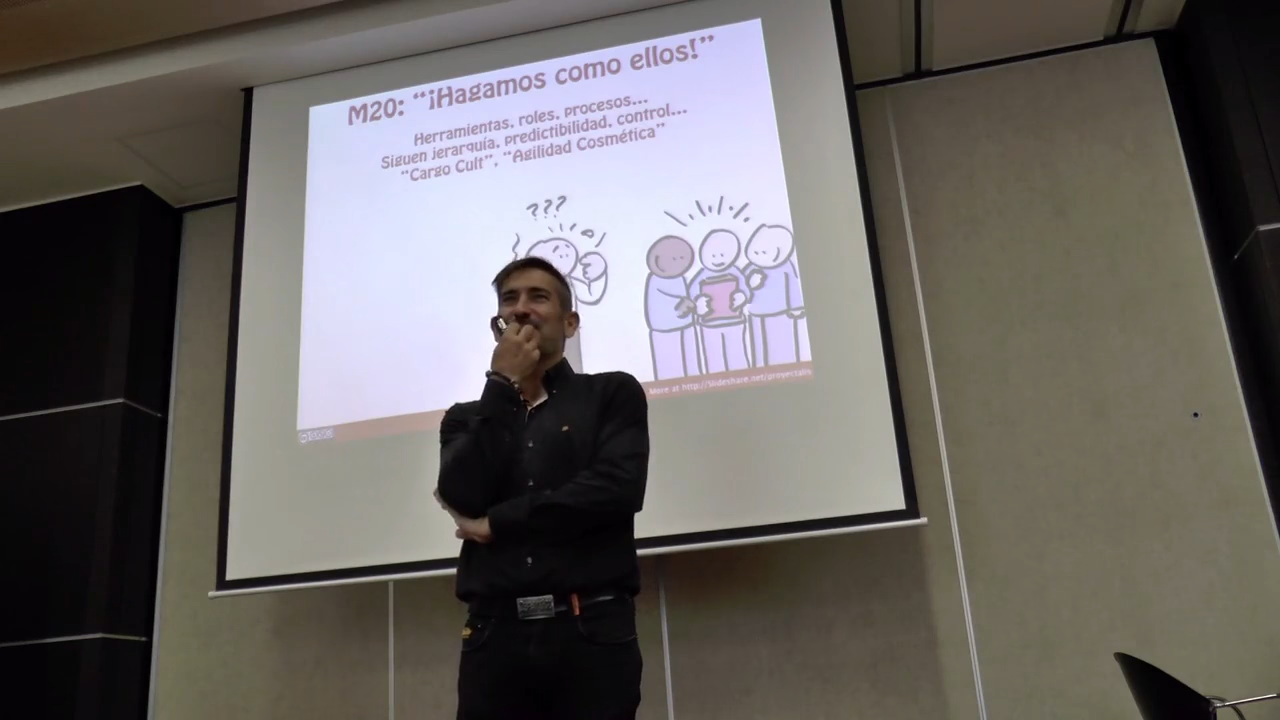 M20: “¡Hagamos como ellos!”
Herramientas, roles, procesos...
Siguen jerarquía, predictibilidad, control...
“Cargo Cult”, “Agilidad Cosmética”
???
More at http://Slideshare.net/proyectalis